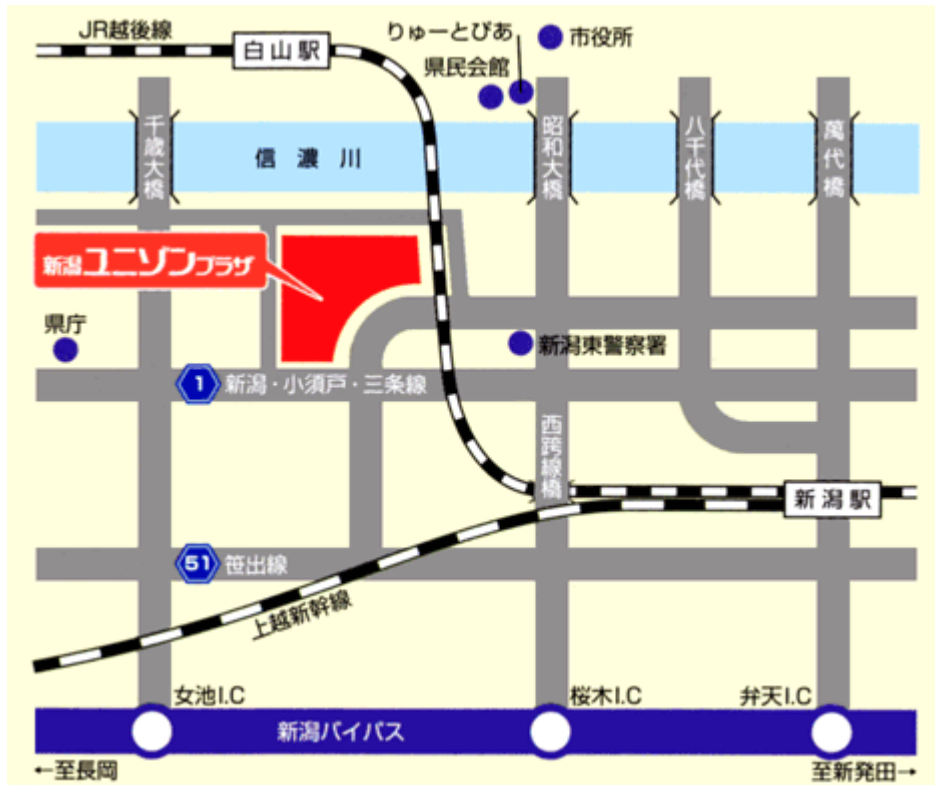 JR越後線
白山駅
りゅーとぴあ
県民会館
市役所
千歳大橋
信濃川
昭和大橋
八千代橋
萬代橋
新潟ユニゾンプラザ
県庁
新潟東警察署
1
新潟・小須戸・三条線
西跨線橋
新潟駅
51
笹出線
上越新幹線
女池I.C
桜木I.C
弁天I.C
新潟バイパス
←至長岡
至新発田→